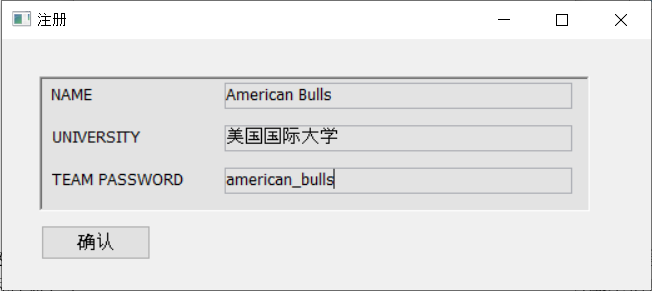 注册
NAME American Bulls
UNIVERSITY 美国国际大学
TEAM PASSWORD american_bulls
确认